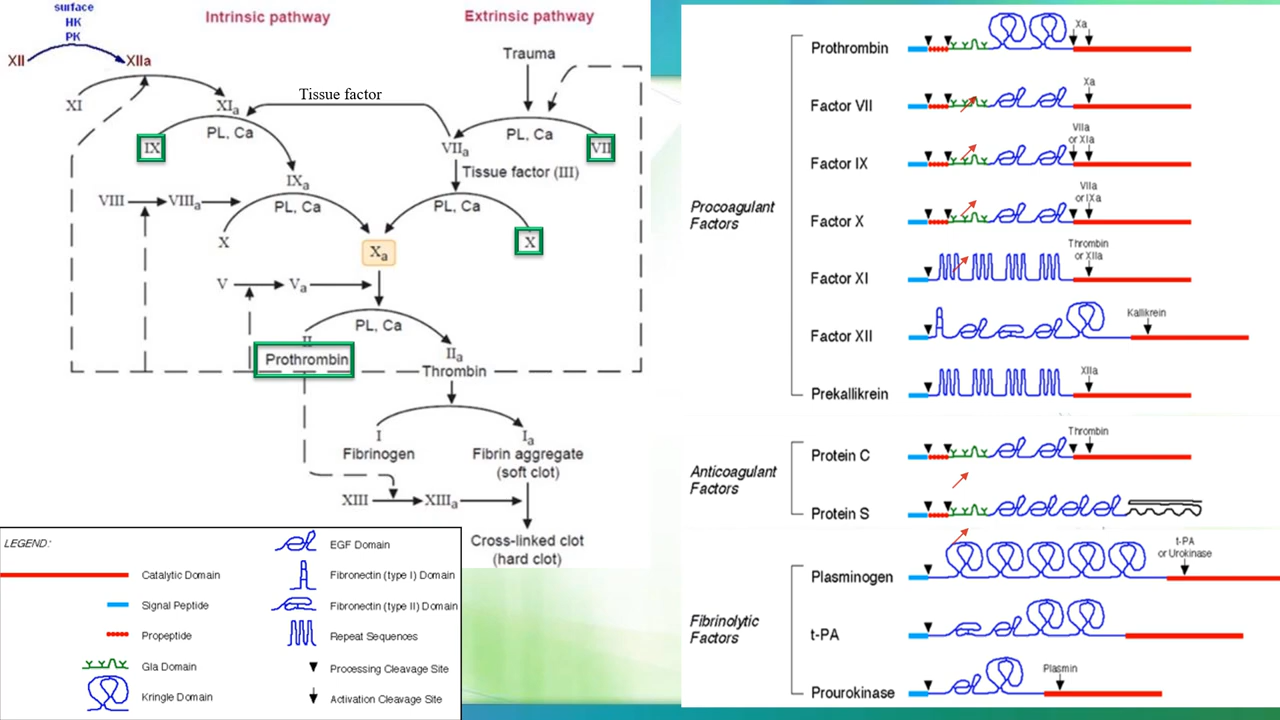 surface
HK
PK
Intrinsic pathway
Extrinsic pathway
XII
XIIa
Trauma
XI
XIa
Tissue factor
PL, Ca
PL, Ca
IX
VIIa
VII
Tissue factor (III)
IXa
VIII
VIIIa
PL, Ca
PL, Ca
X
Xa
X
V
Va
PL, Ca
II
Prothrombin
IIa
Thrombin
I
Fibrinogen
Ia
Fibrin aggregate
(soft clot)
XIII
XIIIa
Cross-linked clot
(hard clot)
LEGEND:
Catalytic Domain
Signal Peptide
Propeptide
Gla Domain
Kringle Domain
EGF Domain
Fibronectin (type I) Domain
Fibronectin (type II) Domain
Repeat Sequences
Processing Cleavage Site
Activation Cleavage Site
Procoagulant
Factors
Prothrombin
Xa
Factor VII
Xa
Factor IX
VIIa
or XIa
Factor X
VIIa
or IXa
Factor XI
Thrombin
or XIIa
Factor XII
Kallikrein
Prekallikrein
XIIa
Anticoagulant
Factors
Protein C
Thrombin
Protein S
Fibrinolytic
Factors
Plasminogen
t-PA
or Urokinase
t-PA
Prourokinase
Plasmin